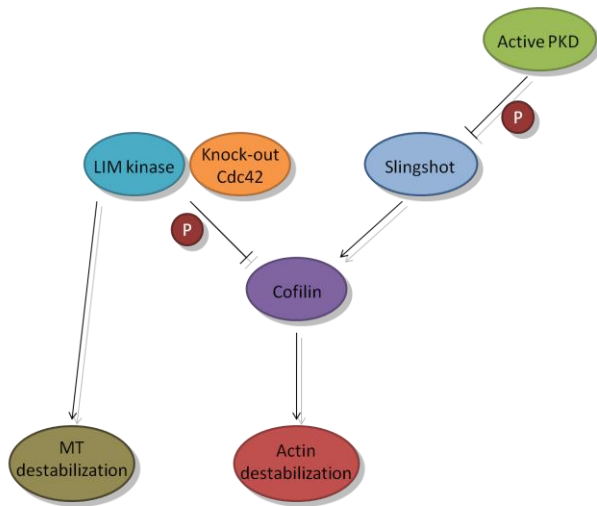 Active PKD
P
LIM kinase
Knock-out
Cdc42
Slingshot
P
Cofilin
MT
destabilization
Actin
destabilization